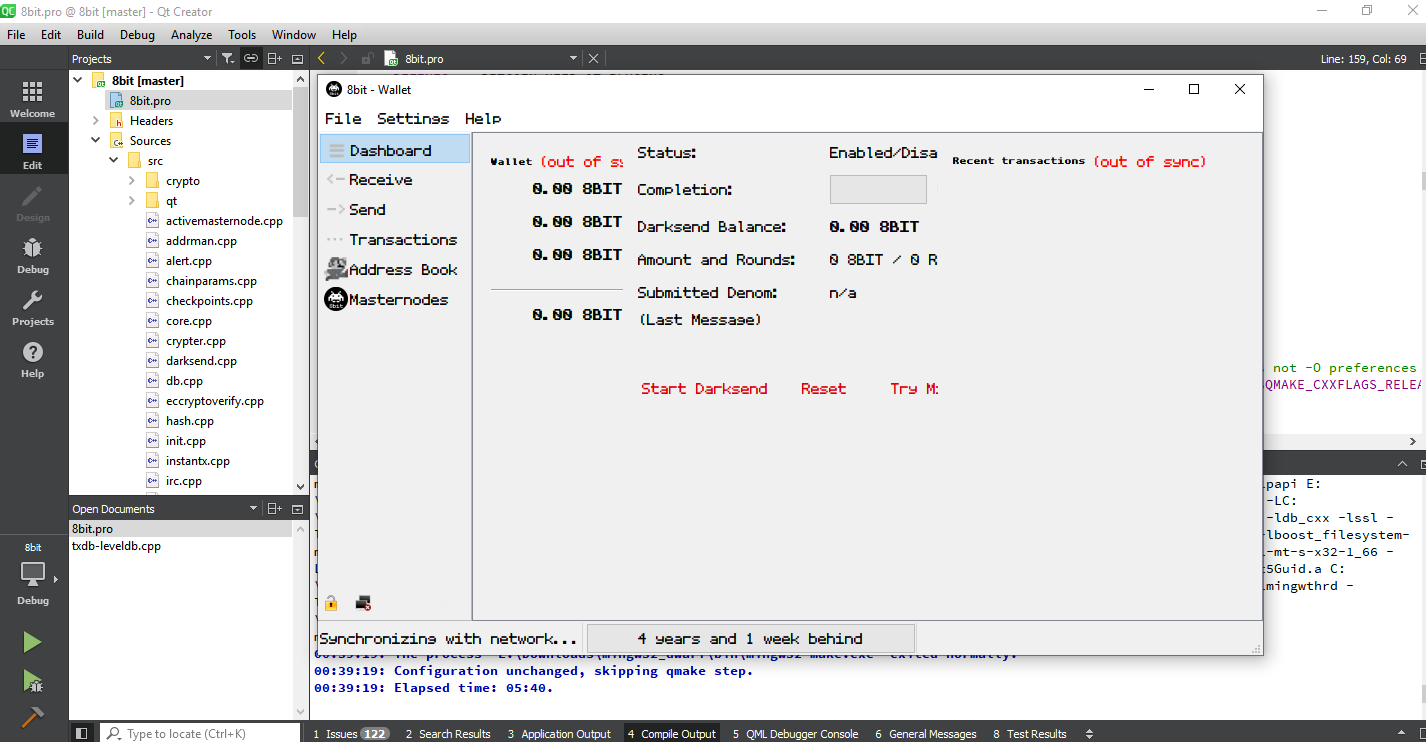 8bit.pro @ 8bit [master] - Qt Creator
File Edit Build Debug Analyze Tools Window Help
Projects
8bit.pro
Line: 159, Col: 69
Welcome
Edit
Design
Debug
Projects
Help
8bit [master]
8bit.pro
Headers
Sources
src
crypto
qt
activemasternode.cpp
addrman.cpp
alert.cpp
chainparams.cpp
checkpoints.cpp
core.cpp
crypter.cpp
darksend.cpp
db.cpp
eccryptoverify.cpp
hash.cpp
init.cpp
instantx.cpp
irc.cpp
Open Documents
8bit.pro
txdb-leveldb.cpp
8bit
Debug
8bit - Wallet
File Settings Help
Dashboard
Receive
Send
Transactions
Address Book
Masternodes
Wallet (out of sy
0.00 8BIT
0.00 8BIT
0.00 8BIT
0.00 8BIT
Status: Enabled/Disa
Completion:
Darksend Balance: 0.00 8BIT
Amount and Rounds: 0 8BIT / 0 R
Submitted Denom: n/a
(Last Message)
Start Darksend Reset Try M
Recent transactions (out of sync)
Synchronizing with network... 4 years and 1 week behind
not -O preferences
QMAKE_CXXFLAGS_RELEA
papi E:
-LC:
-ldb_cxx -lssl -
lboost_filesystem-
-mt-s-x32-1_66 -
5Guid.a C:
lmingwthrd -
00:39:19: Configuration unchanged, skipping qmake step.
00:39:19: Elapsed time: 05:40.
Type to locate (Ctrl+K)
1 Issues 122 2 Search Results 3 Application Output 4 Compile Output 5 QML Debugger Console 6 General Messages 8 Test Results